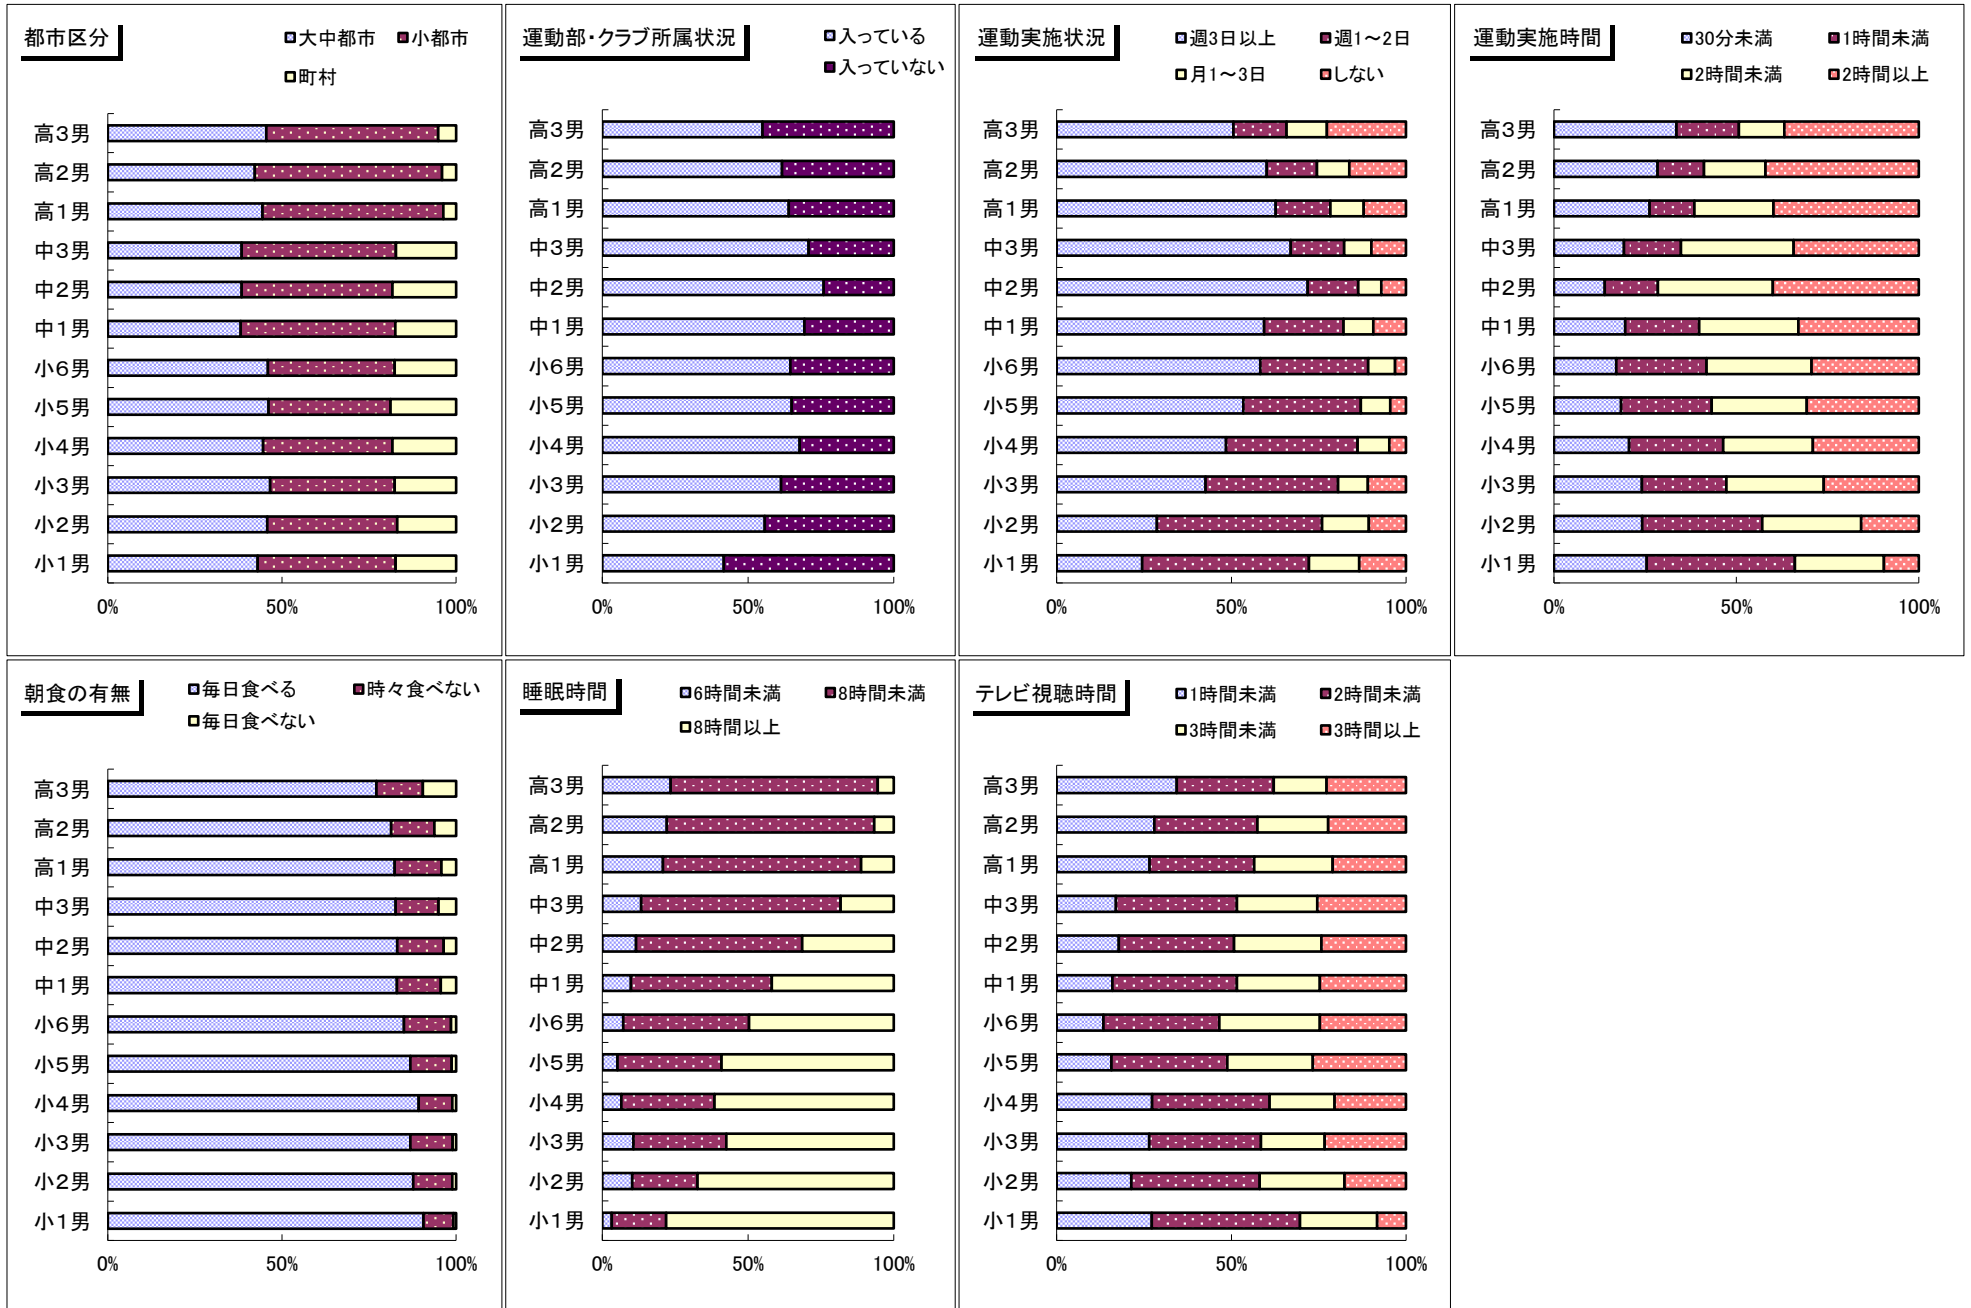 都市区分
大中都市 小都市
町村
高3男
高2男
高1男
中3男
中2男
中1男
小6男
小5男
小4男
小3男
小2男
小1男
0% 50% 100%
運動部・クラブ所属状況
入っている
入っていない
高3男
高2男
高1男
中3男
中2男
中1男
小6男
小5男
小4男
小3男
小2男
小1男
0% 50% 100%
運動実施状況
週3日以上 週1～2日
月1～3日 しない
高3男
高2男
高1男
中3男
中2男
中1男
小6男
小5男
小4男
小3男
小2男
小1男
0% 50% 100%
運動実施時間
30分未満 1時間未満
2時間未満 2時間以上
高3男
高2男
高1男
中3男
中2男
中1男
小6男
小5男
小4男
小3男
小2男
小1男
0% 50% 100%
朝食の有無
毎日食べる 時々食べない
毎日食べない
高3男
高2男
高1男
中3男
中2男
中1男
小6男
小5男
小4男
小3男
小2男
小1男
0% 50% 100%
睡眠時間
6時間未満 8時間未満
8時間以上
高3男
高2男
高1男
中3男
中2男
中1男
小6男
小5男
小4男
小3男
小2男
小1男
0% 50% 100%
テレビ視聴時間
1時間未満 2時間未満
3時間未満 3時間以上
高3男
高2男
高1男
中3男
中2男
中1男
小6男
小5男
小4男
小3男
小2男
小1男
0% 50% 100%